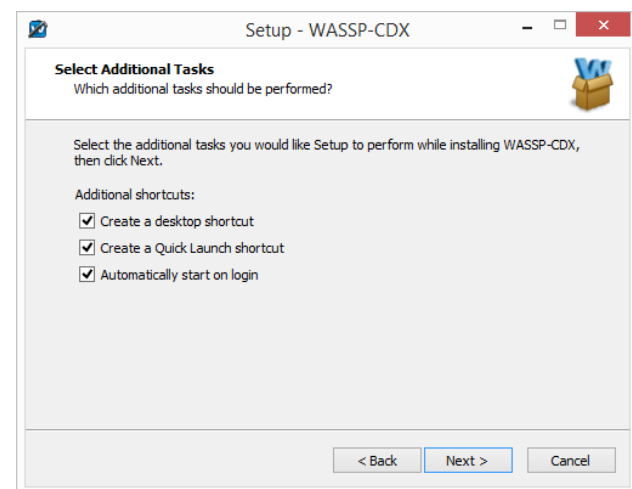 Setup - WASSP-CDX
Select Additional Tasks
Which additional tasks should be performed?
W
Select the additional tasks you would like Setup to perform while installing WASSP-CDX,
then click Next.
Additional shortcuts:
Create a desktop shortcut
Create a Quick Launch shortcut
Automatically start on login
< Back
Next >
Cancel